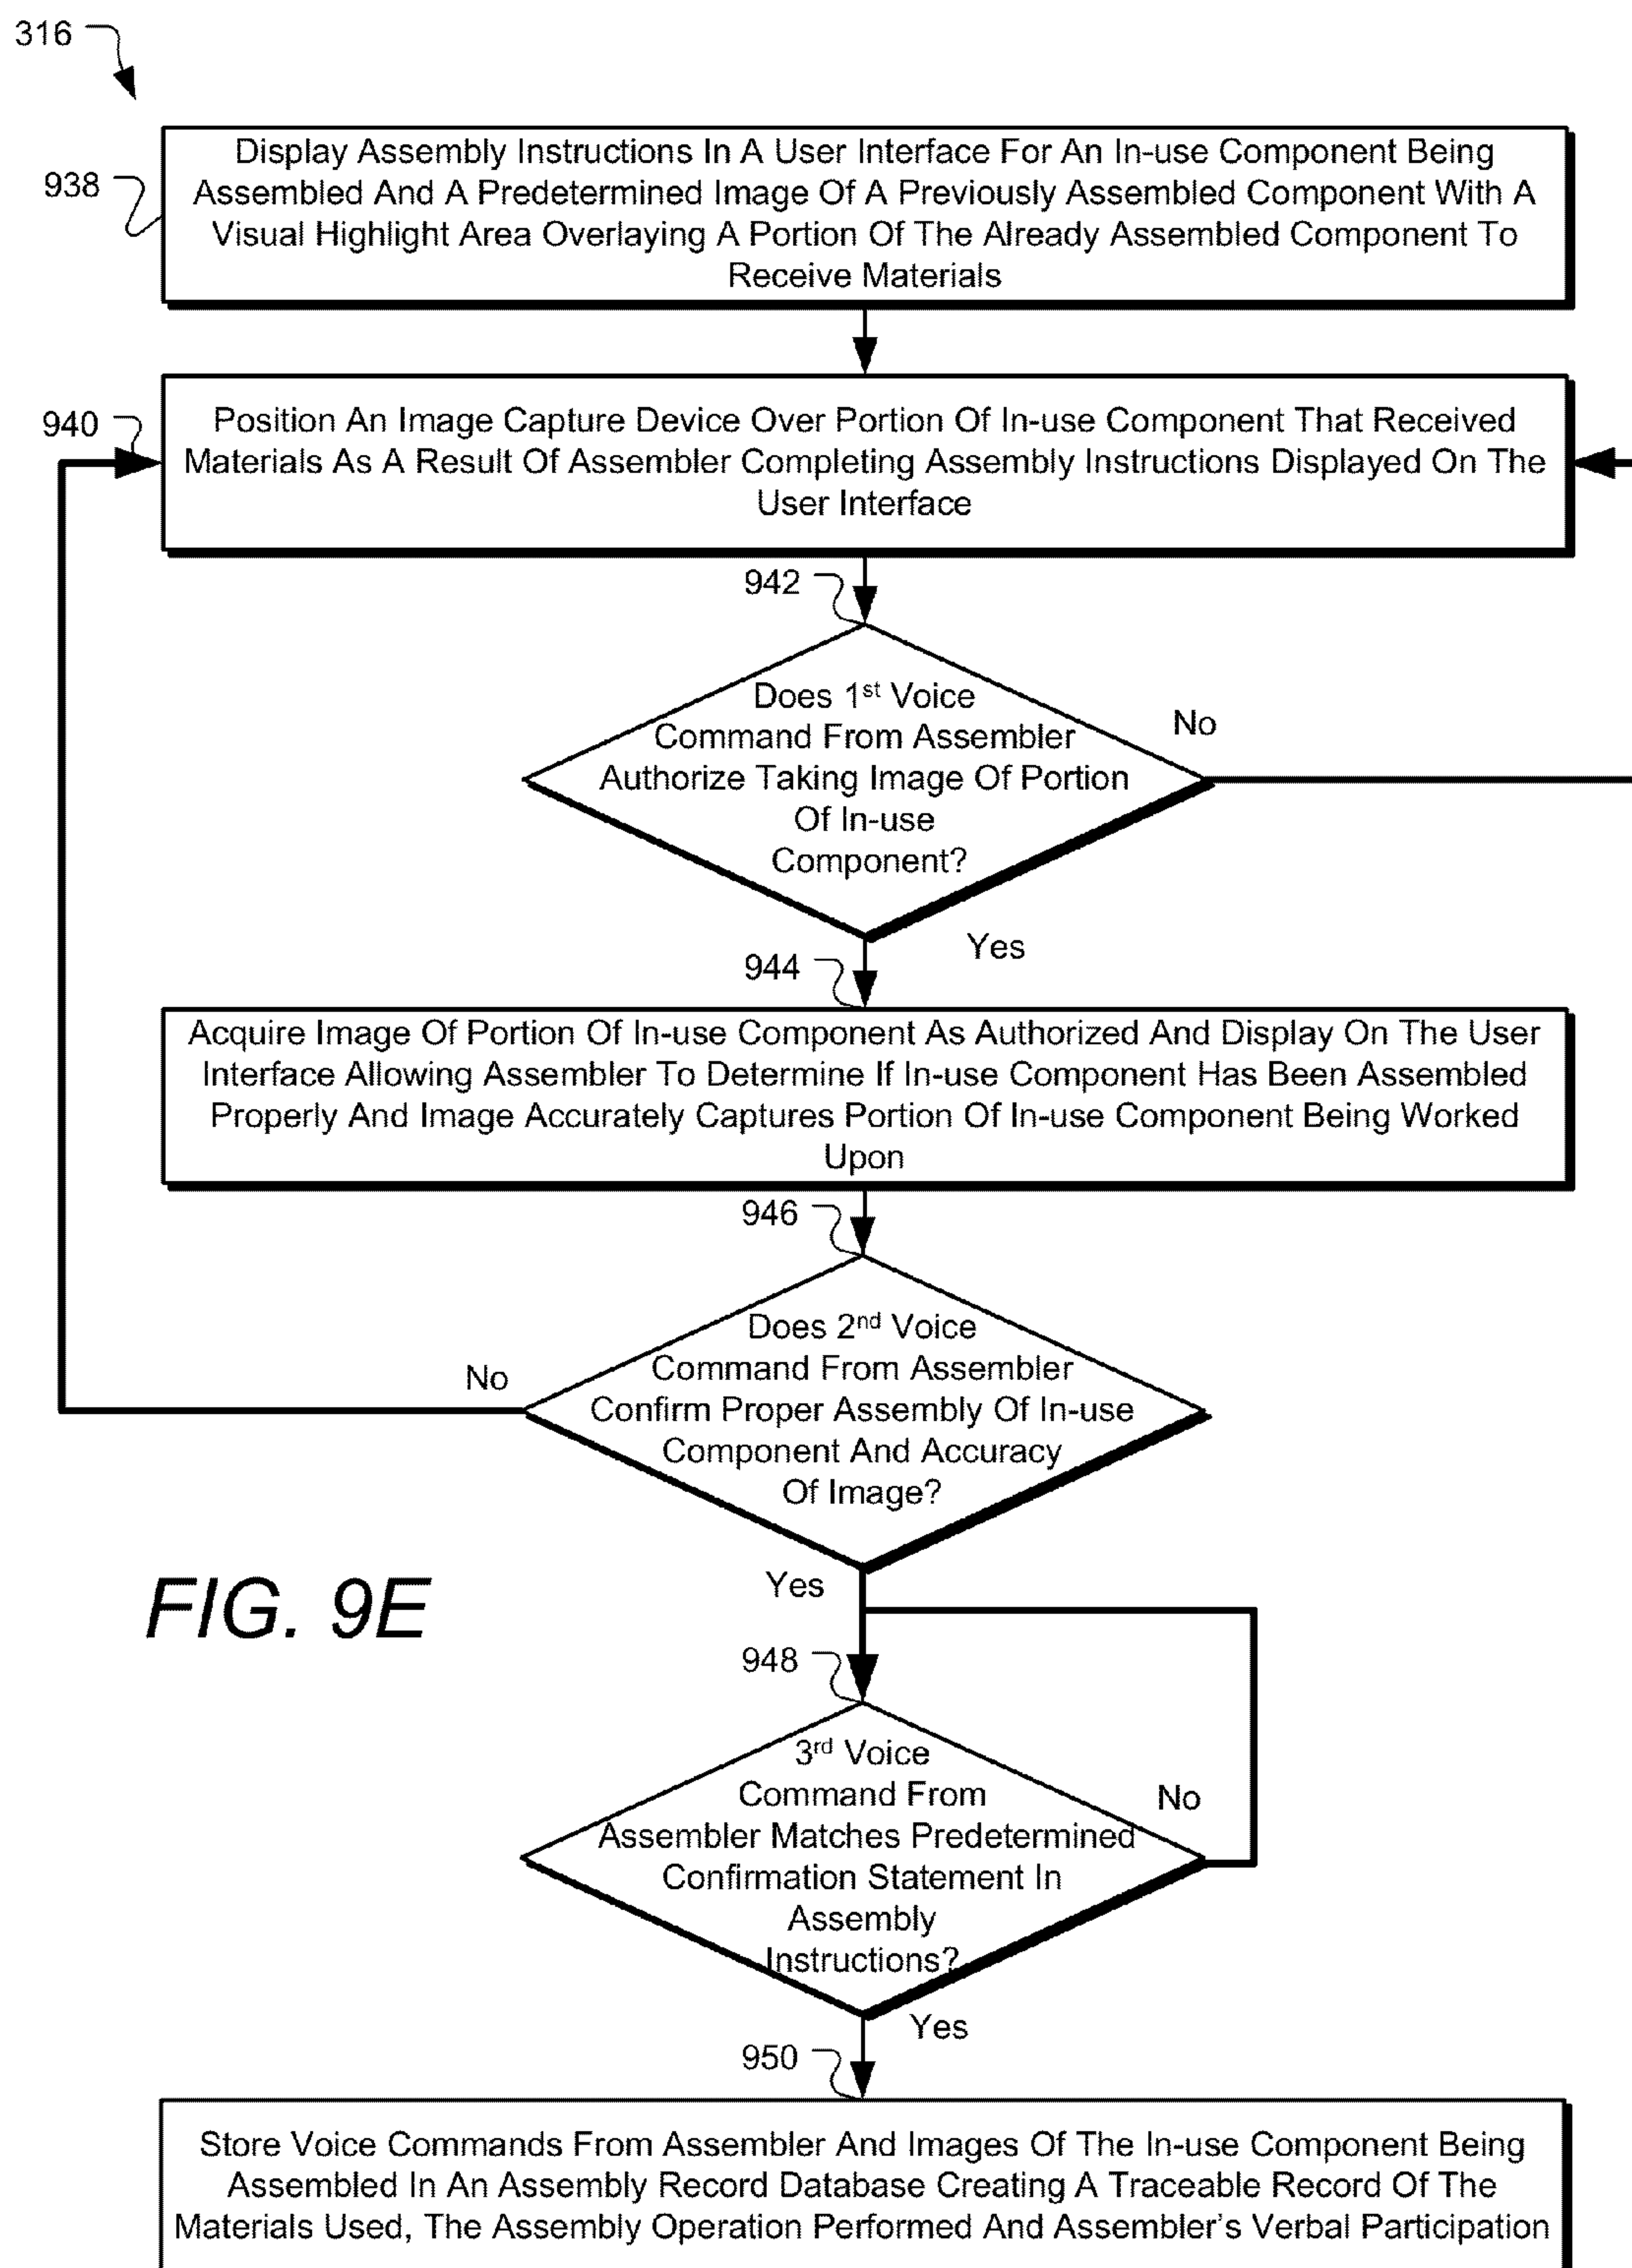 316
Display Assembly Instructions In A User Interface For An In-use Component Being
Assembled And A Predetermined Image Of A Previously Assembled Component With A
Visual Highlight Area Overlaying A Portion Of The Already Assembled Component To
Receive Materials
938
Position An Image Capture Device Over Portion Of In-use Component That Received
Materials As A Result Of Assembler Completing Assembly Instructions Displayed On The
User Interface
940
942
Does 1st Voice
Command From Assembler
Authorize Taking Image Of Portion
Of In-use
Component?
No
Yes
944
Acquire Image Of Portion Of In-use Component As Authorized And Display On The User
Interface Allowing Assembler To Determine If In-use Component Has Been Assembled
Properly And Image Accurately Captures Portion Of In-use Component Being Worked
Upon
946
Does 2nd Voice
Command From Assembler
Confirm Proper Assembly Of In-use
Component And Accuracy
Of Image?
No
Yes
FIG. 9E
948
3rd Voice
Command From
Assembler Matches Predetermined
Confirmation Statement In
Assembly
Instructions?
No
Yes
950
Store Voice Commands From Assembler And Images Of The In-use Component Being
Assembled In An Assembly Record Database Creating A Traceable Record Of The
Materials Used, The Assembly Operation Performed And Assembler's Verbal Participation